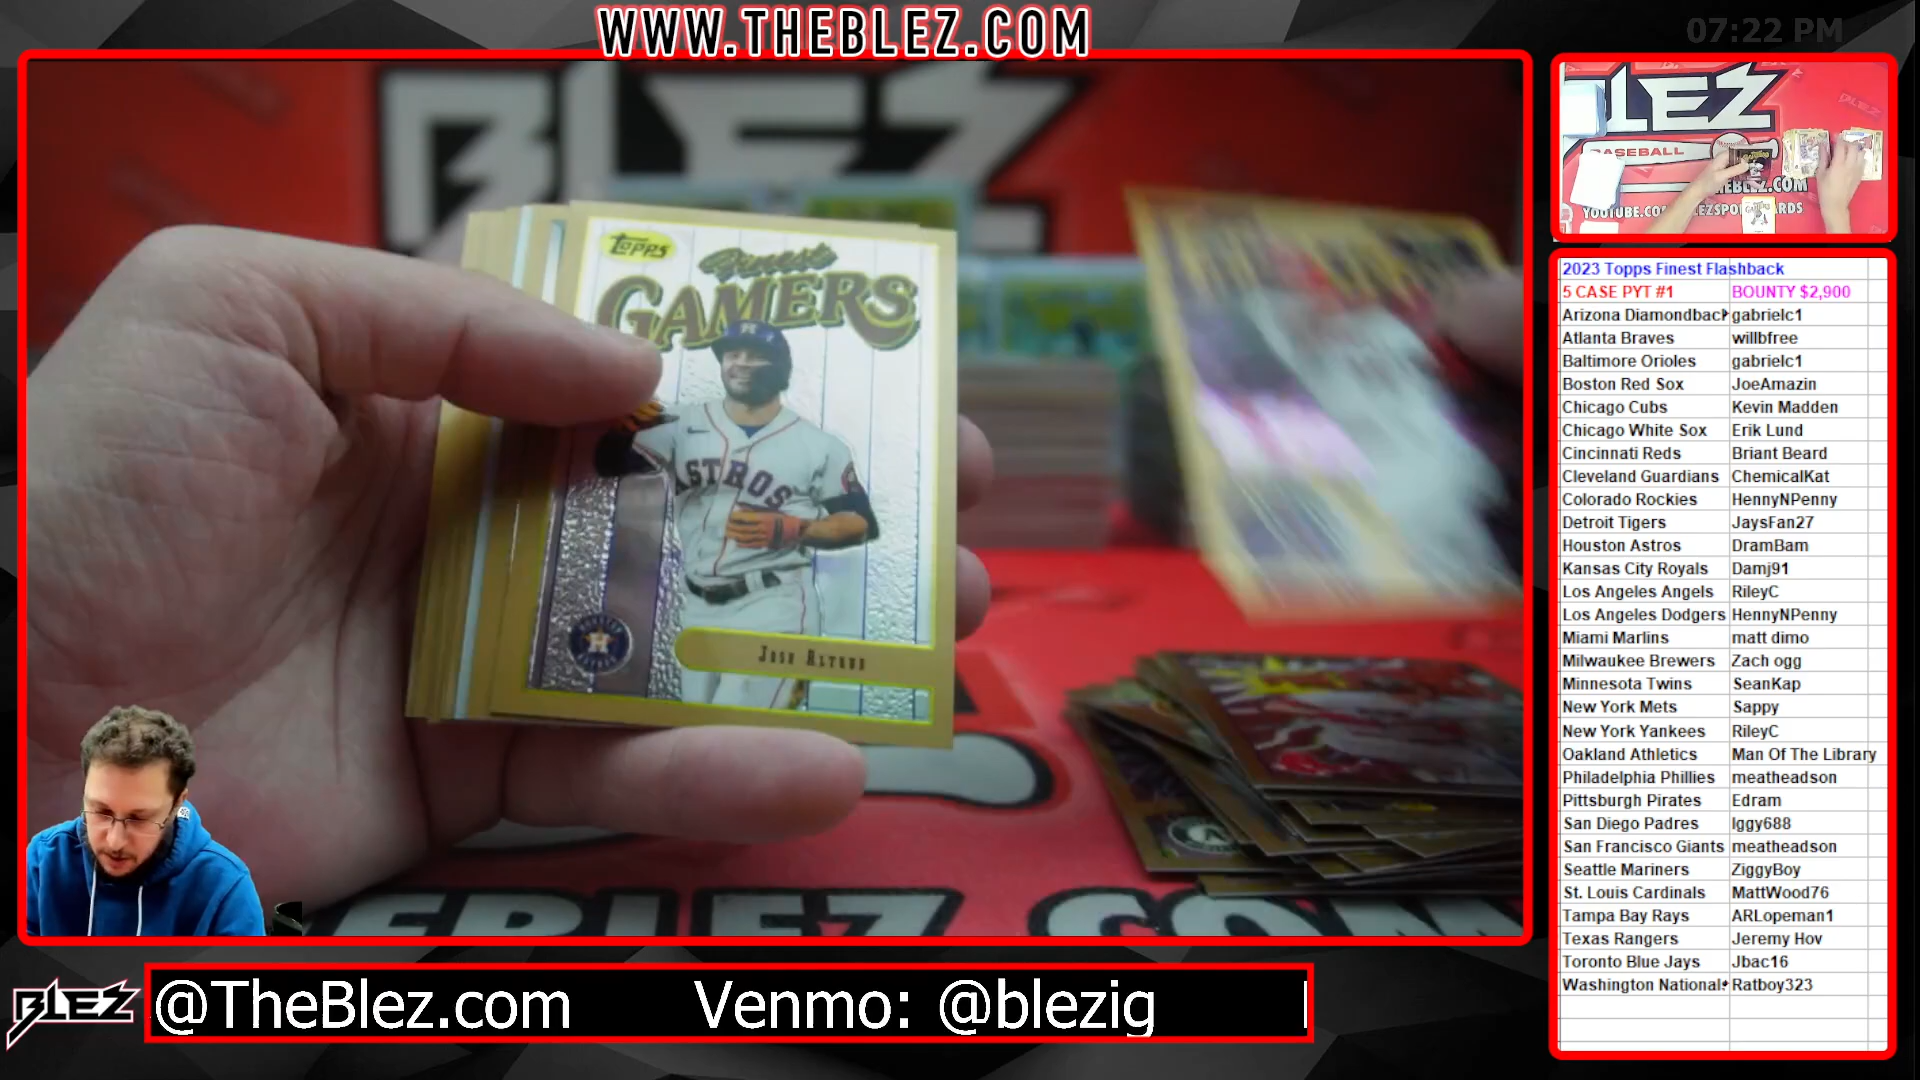 WWW.THEBLEZ.COM
07:22 PM
BLEZ
Topps
Finest
GAMERS
ASTROS
Jose Altuve
LEZ
BASEBALL
THEBLEZ.COM
2023 Topps Finest Flashback
5 CASE PYT #1 BOUNTY $2,900
Arizona Diamondback gabrielc1
Atlanta Braves willbfree
Baltimore Orioles gabrielc1
Boston Red Sox JoeAmazin
Chicago Cubs Kevin Madden
Chicago White Sox Erik Lund
Cincinnati Reds Briant Beard
Cleveland Guardians ChemicalKat
Colorado Rockies HennyNPenny
Detroit Tigers JaysFan27
Houston Astros DramBam
Kansas City Royals Damj91
Los Angeles Angels RileyC
Los Angeles Dodgers HennyNPenny
Miami Marlins matt dimo
Milwaukee Brewers Zach ogg
Minnesota Twins SeanKap
New York Mets Sappy
New York Yankees RileyC
Oakland Athletics Man Of The Library
Philadelphia Phillies meatheadson
Pittsburgh Pirates Edram
San Diego Padres Iggy688
San Francisco Giants meatheadson
Seattle Mariners ZiggyBoy
St. Louis Cardinals MattWood76
Tampa Bay Rays ARLopeman1
Texas Rangers Jeremy Hov
Toronto Blue Jays Jbac16
Washington Nationals Ratboy323
BLEZ
@TheBlez.com Venmo: @blezig